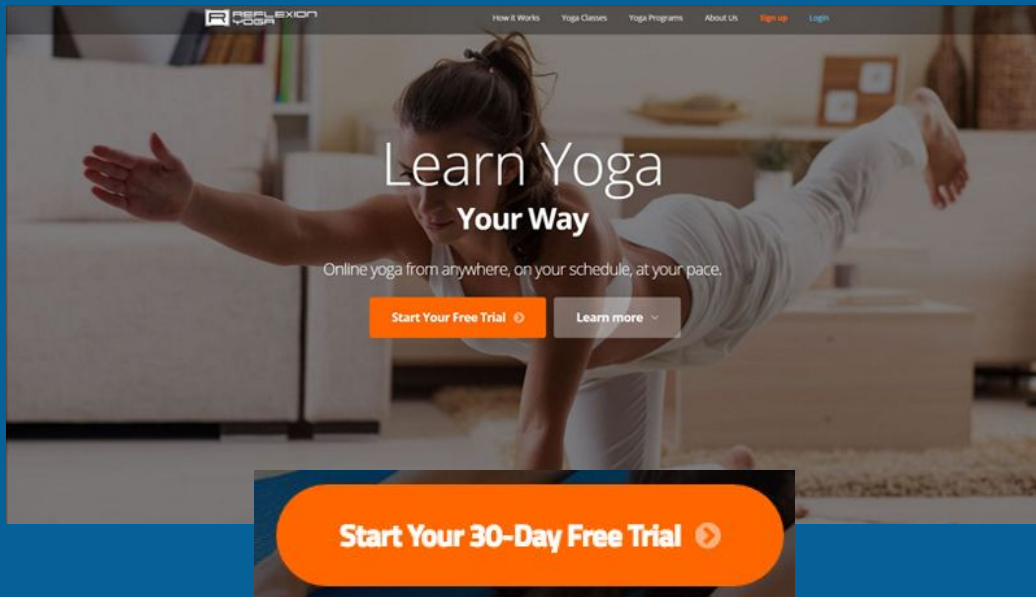 REFLEXION
YOGA
How it Works Yoga Classes Yoga Programs About Us Sign up Login
Learn Yoga
Your Way
Online yoga from anywhere, on your schedule, at your pace.
Start Your Free Trial Learn more
Start Your 30-Day Free Trial